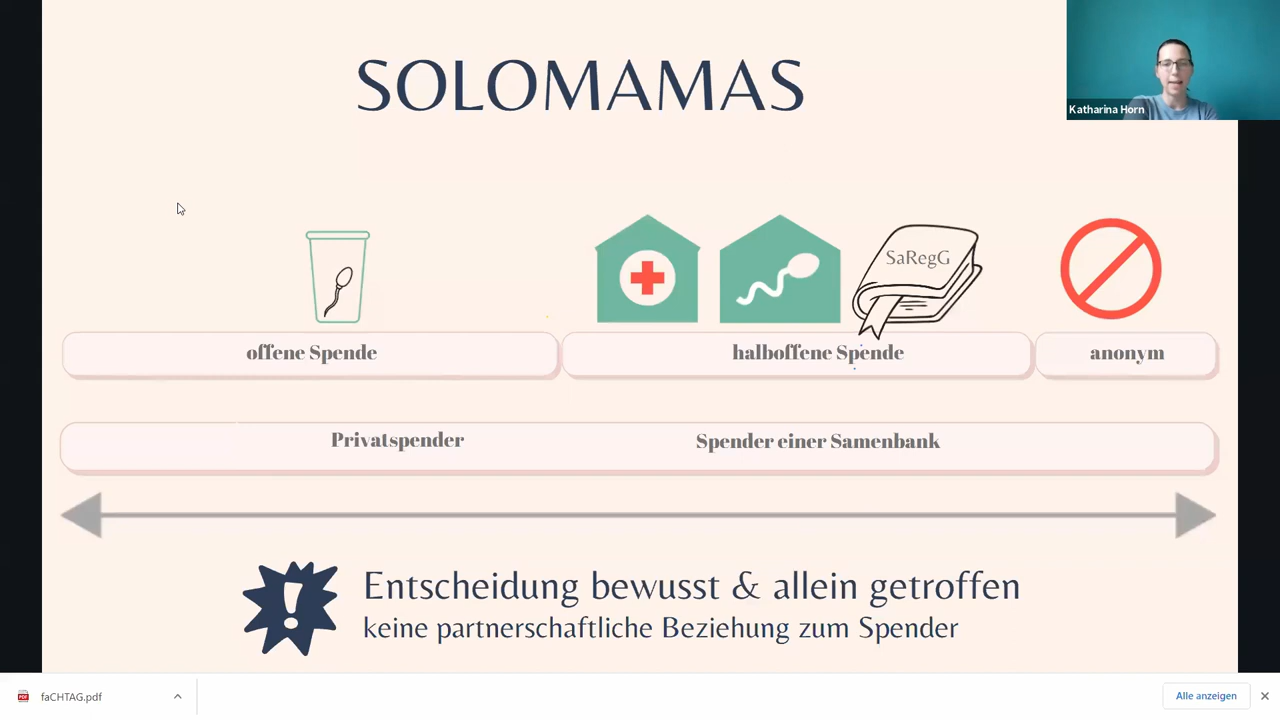 SOLOMAMAS
Katharina Horn
SaRegG
offene Spende
halboffene Spende
anonym
Privatspender
Spender einer Samenbank
Entscheidung bewusst & allein getroffen
keine partnerschaftliche Beziehung zum Spender
PDF
faCHTAG.pdf
Alle anzeigen